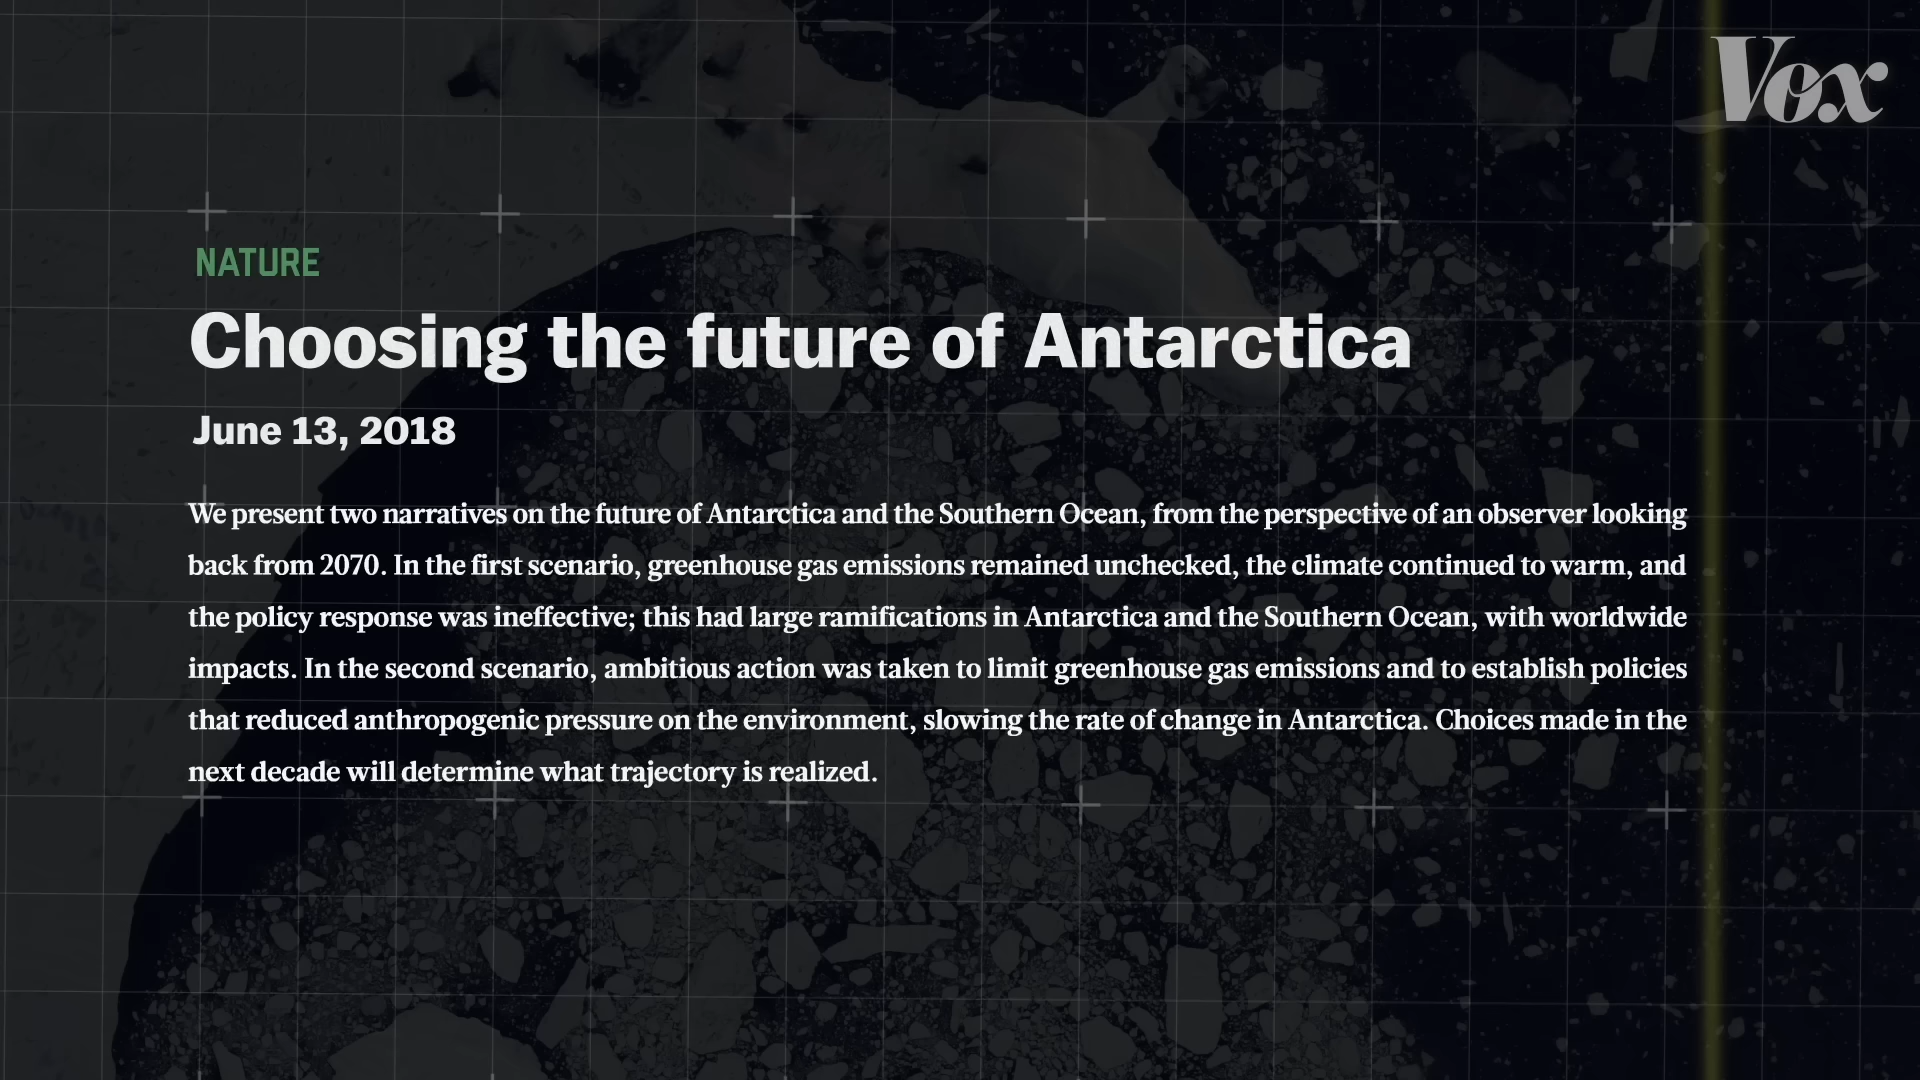 Vox
NATURE
Choosing the future of Antarctica
June 13, 2018
We present two narratives on the future of Antarctica and the Southern Ocean, from the perspective of an observer looking
back from 2070. In the first scenario, greenhouse gas emissions remained unchecked, the climate continued to warm, and
the policy response was ineffective; this had large ramifications in Antarctica and the Southern Ocean, with worldwide
impacts. In the second scenario, ambitious action was taken to limit greenhouse gas emissions and to establish policies
that reduced anthropogenic pressure on the environment, slowing the rate of change in Antarctica. Choices made in the
next decade will determine what trajectory is realized.